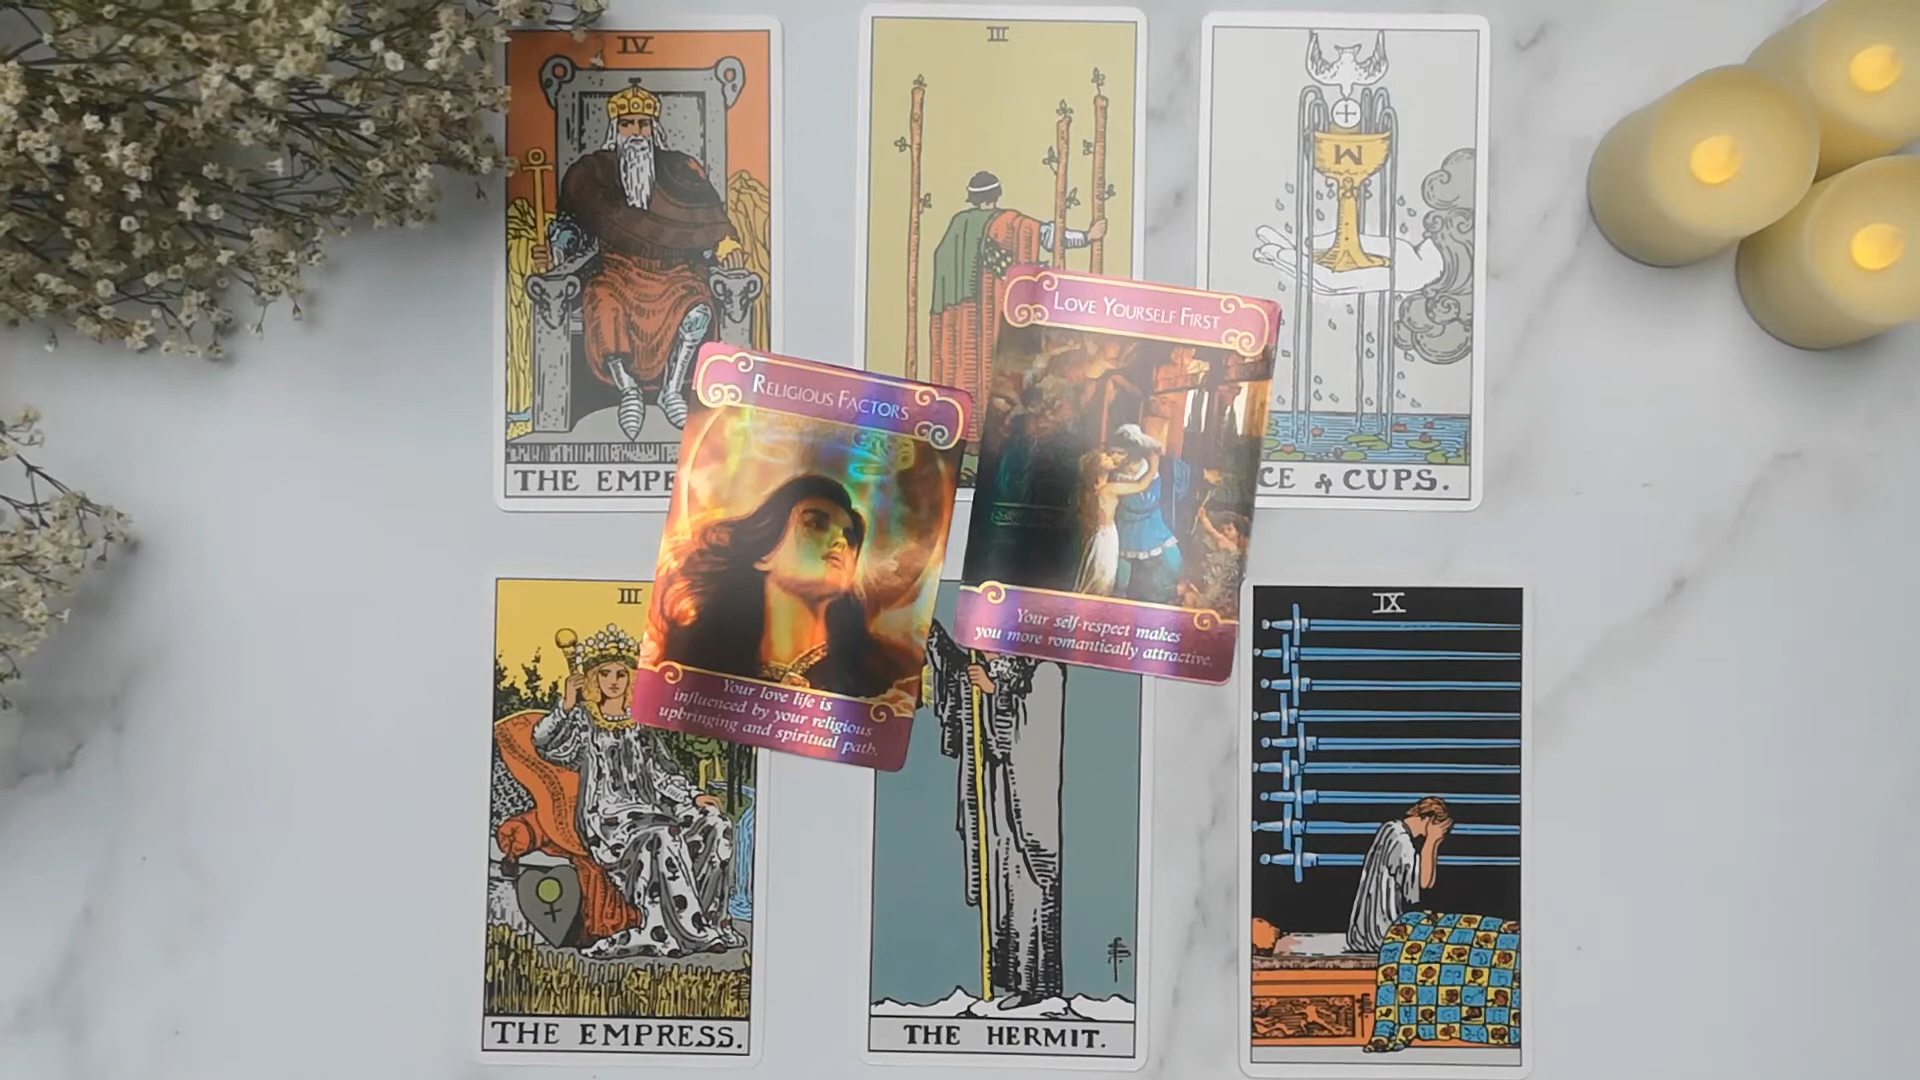 IV
III
THE EMPE
CE & CUPS.
LOVE YOURSELF FIRST
Your self-respect makes
you more romantically attractive.
RELIGIOUS FACTORS
Your love life is
influenced by your religious
upbringing and spiritual path.
III
THE EMPRESS.
THE HERMIT.
IX